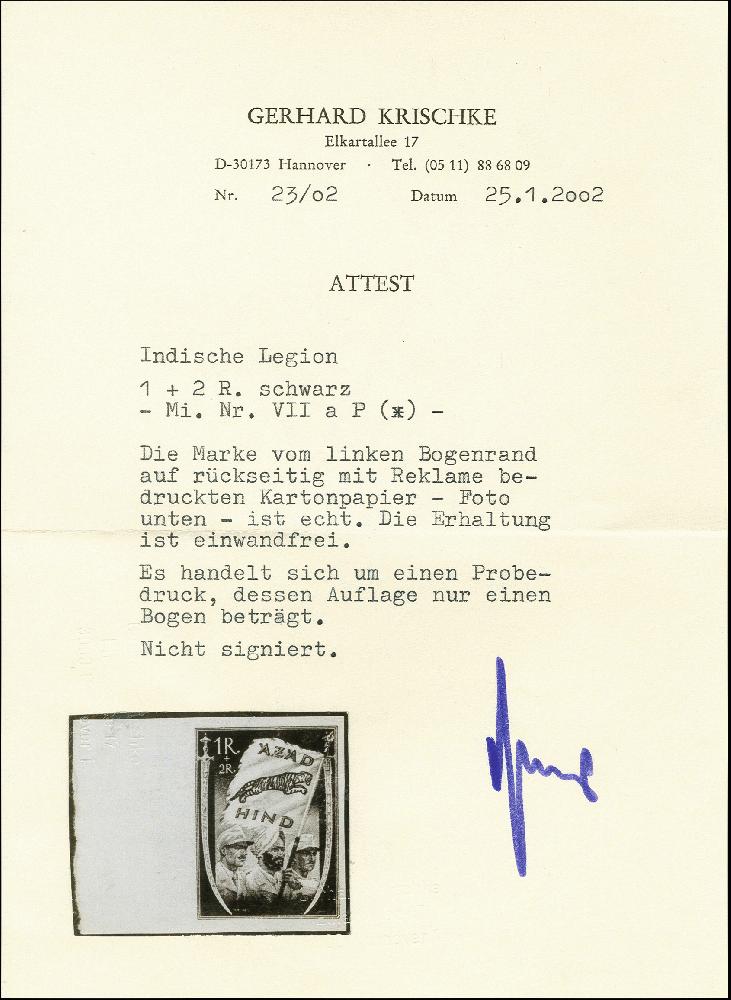 GERHARD KRISCHKE
Elkartallee 17
D-30173 Hannover · Tel. (05 11) 88 68 09
Nr. 23/02 Datum 25.1.2002
ATTEST
Indische Legion
1 + 2 R. schwarz
- Mi. Nr. VII a P (*) -
Die Marke vom linken Bogenrand
auf rückseitig mit Reklame be-
druckten Kartonpapier - Foto
unten - ist echt. Die Erhaltung
ist einwandfrei.
Es handelt sich um einen Probe-
druck, dessen Auflage nur einen
Bogen beträgt.
Nicht signiert.
1R.
+
2R.
AZAD
HIND